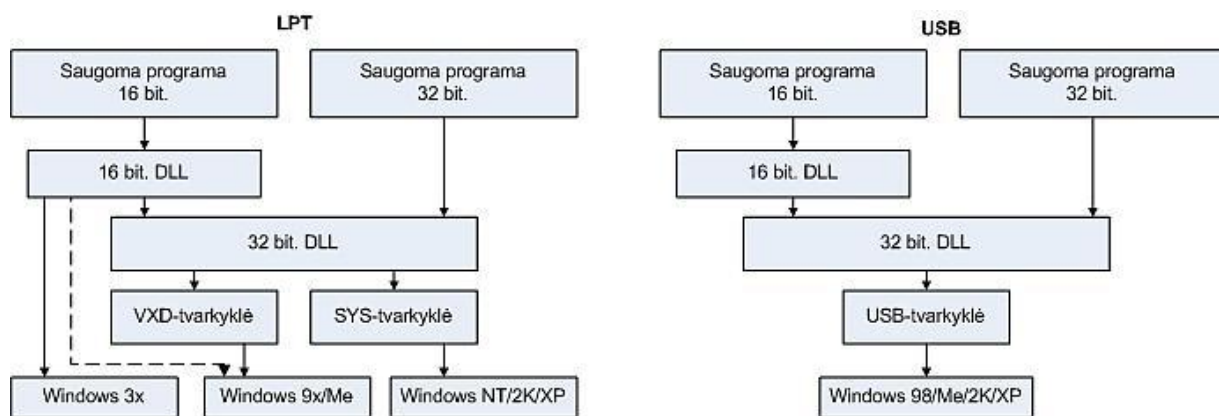 LPT
Saugoma programa
16 bit.
Saugoma programa
32 bit.
16 bit. DLL
32 bit. DLL
VXD-tvarkyklė
SYS-tvarkyklė
Windows 3x
Windows 9x/Me
Windows NT/2K/XP
USB
Saugoma programa
16 bit.
Saugoma programa
32 bit.
16 bit. DLL
32 bit. DLL
USB-tvarkyklė
Windows 98/Me/2K/XP